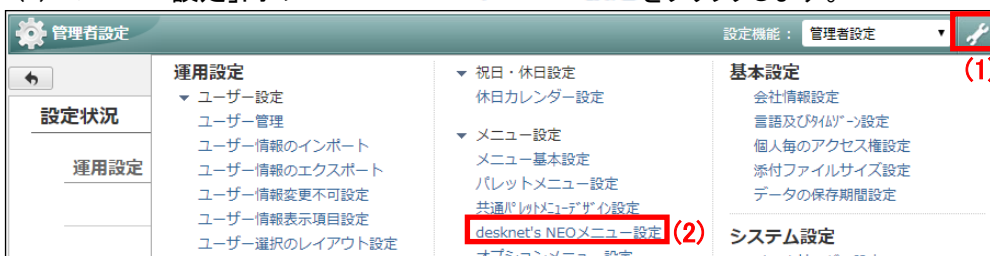 をクリックします。
管理者設定
設定機能： 管理者設定
(1)
設定状況
運用設定
運用設定
ユーザー設定
ユーザー管理
ユーザー情報のインポート
ユーザー情報のエクスポート
ユーザー情報変更不可設定
ユーザー情報表示項目設定
ユーザー選択のレイアウト設定
祝日・休日設定
休日カレンダー設定
メニュー設定
メニュー基本設定
パレットメニュー設定
共通ﾊﾟﾚｯﾄﾒﾆｭｰﾃﾞｻﾞｲﾝ設定
desknet's NEOメニュー設定 (2)
オプションメニュー設定
基本設定
会社情報設定
言語及びﾀｲﾑｿﾞｰﾝ設定
個人毎のアクセス権設定
添付ファイルサイズ設定
データの保存期間設定
システム設定